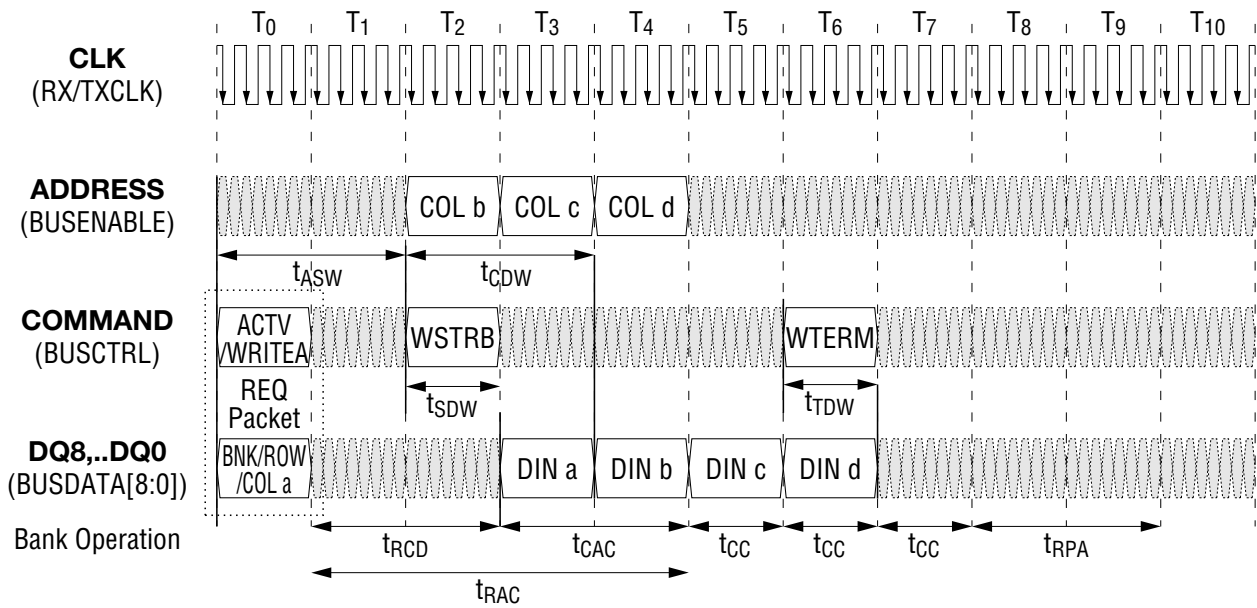 T0 T1 T2 T3 T4 T5 T6 T7 T8 T9 T10
CLK
(RX/TXCLK)
ADDRESS
(BUSENABLE)
COL b COL c COL d
tASW tCDW
COMMAND
(BUSCTRL)
ACTV
/WRITEA
WSTRB WTERM
REQ
Packet
tSDW tTDW
DQ8,..DQ0
(BUSDATA[8:0])
BNK/ROW
/COL a
DIN a DIN b DIN c DIN d
Bank Operation
tRCD tCAC tCC tCC tCC tRPA
tRAC